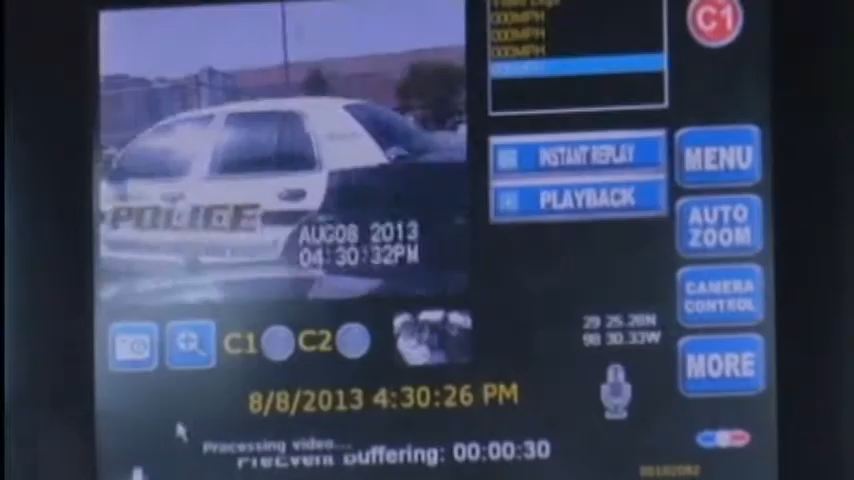 000MPH
000MPH
000MPH
C1
INSTANT REPLAY
MENU
PLAYBACK
AUTO
ZOOM
POLICE
AUG08 2013
04:30:32PM
CAMERA
CONTROL
29 25.28N
98 30.33W
C1
C2
MORE
8/8/2013 4:30:26 PM
Processing video...
PreEvent Buffering: 00:00:30